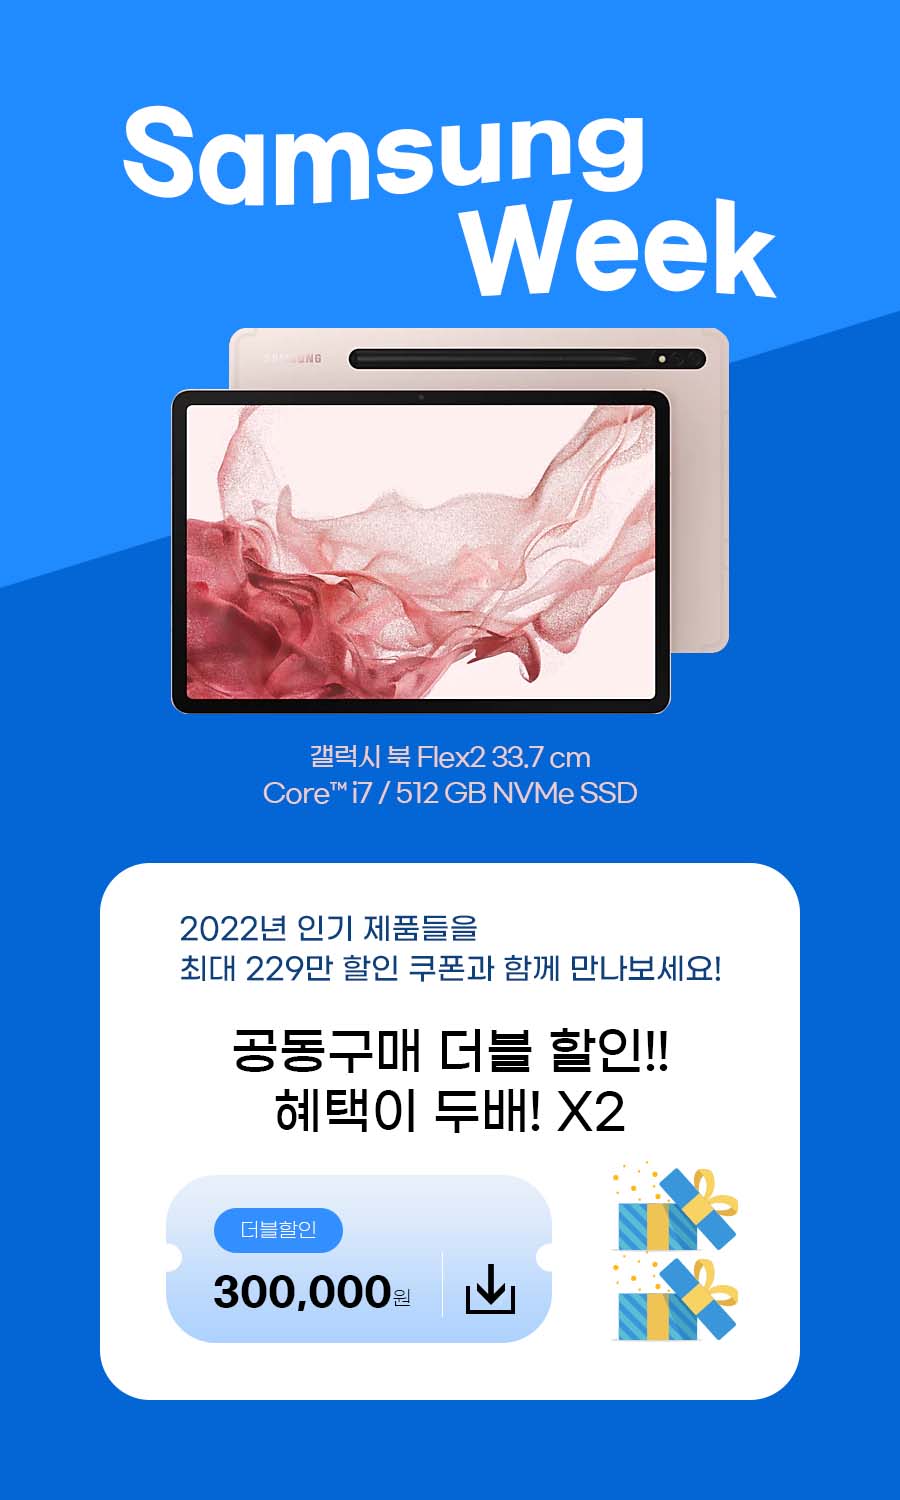 Samsung
Week
SAMSUNG
갤럭시 북 Flex2 33.7 cm
Core™ i7 / 512 GB NVMe SSD
2022년 인기 제품들을
최대 229만 할인 쿠폰과 함께 만나보세요!
공동구매 더블 할인!!
혜택이 두배! X2
더블할인
300,000원